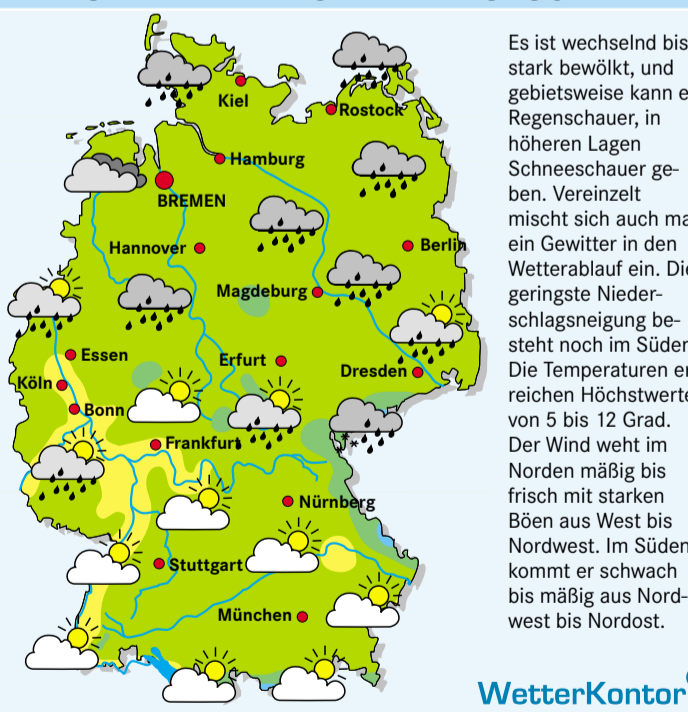 Es ist wechselnd bis
stark bewölkt, und
gebietsweise kann e
Regenschauer, in
höheren Lagen
Schneeschauer ge-
ben. Vereinzelt
mischt sich auch ma
ein Gewitter in den
Wetterablauf ein. Die
geringste Nieder-
schlagsneigung be-
steht noch im Süden
Die Temperaturen er
reichen Höchstwerte
von 5 bis 12 Grad.
Der Wind weht im
Norden mäßig bis
frisch mit starken
Böen aus West bis
Nordwest. Im Süden
kommt er schwach
bis mäßig aus Nord-
west bis Nordost.
Kiel
Rostock
Hamburg
BREMEN
Hannover
Berlin
Magdeburg
Essen
Erfurt
Dresden
Köln
Bonn
Frankfurt
Nürnberg
Stuttgart
München
WetterKontor